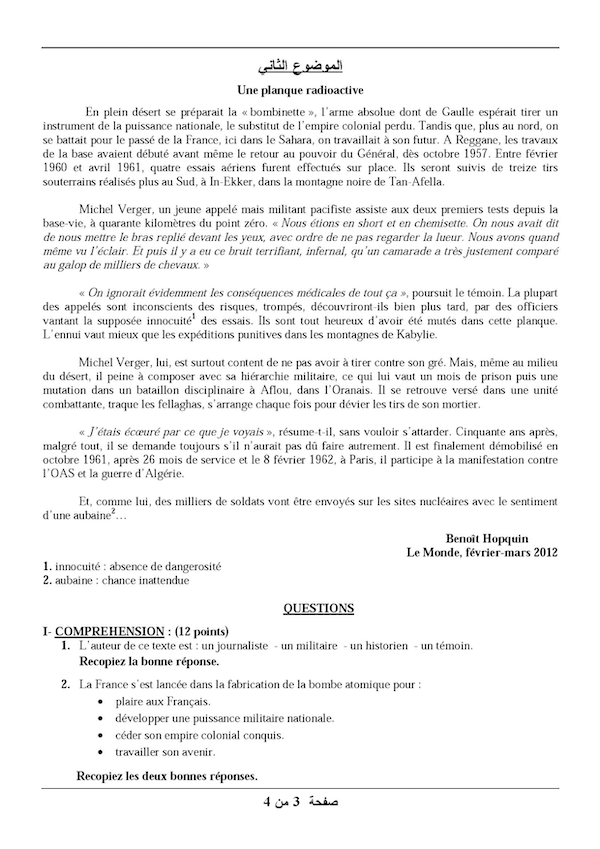 الموضوع الثاني
Une planque radioactive
En plein désert se préparait la « bombinette », l'arme absolue dont de Gaulle espérait tirer un
instrument de la puissance nationale, le substitut de l'empire colonial perdu. Tandis que, plus au nord, on
se battait pour le passé de la France, ici dans le Sahara, on travaillait à son futur. A Reggane, les travaux
de la base avaient débuté avant même le retour au pouvoir du Général, dès octobre 1957. Entre février
1960 et avril 1961, quatre essais aériens furent effectués sur place. Ils seront suivis de treize tirs
souterrains réalisés plus au Sud, à In-Ekker, dans la montagne noire de Tan-Afella.
Michel Verger, un jeune appelé mais militant pacifiste assiste aux deux premiers tests depuis la
base-vie, à quarante kilomètres du point zéro. « Nous étions en short et en chemisette. On nous avait dit
de nous mettre le bras replié devant les yeux, avec ordre de ne pas regarder la lueur. Nous avons quand
même vu l'éclair. Et puis il y a eu ce bruit terrifiant, infernal, qu'un camarade a très justement comparé
au galop de milliers de chevaux. »
« On ignorait évidemment les conséquences médicales de tout ça », poursuit le témoin. La plupart
des appelés sont inconscients des risques, trompés, découvriront-ils bien plus tard, par des officiers
vantant la supposée innocuité1 des essais. Ils sont tout heureux d'avoir été mutés dans cette planque.
L'ennui vaut mieux que les expéditions punitives dans les montagnes de Kabylie.
Michel Verger, lui, est surtout content de ne pas avoir à tirer contre son gré. Mais, même au milieu
du désert, il peine à composer avec sa hiérarchie militaire, ce qui lui vaut un mois de prison puis une
mutation dans un bataillon disciplinaire à Aflou, dans l'Oranais. Il se retrouve versé dans une unité
combattante, traque les fellaghas, s'arrange chaque fois pour dévier les tirs de son mortier.
« J'étais écœuré par ce que je voyais », résume-t-il, sans vouloir s'attarder. Cinquante ans après,
malgré tout, il se demande toujours s'il n'aurait pas dû faire autrement. Il est finalement démobilisé en
octobre 1961, après 26 mois de service et le 8 février 1962, à Paris, il participe à la manifestation contre
l'OAS et la guerre d'Algérie.
Et, comme lui, des milliers de soldats vont être envoyés sur les sites nucléaires avec le sentiment
d'une aubaine2…
Benoît Hopquin
Le Monde, février-mars 2012
1. innocuité : absence de dangerosité
2. aubaine : chance inattendue
QUESTIONS
I- COMPREHENSION : (12 points)
1. L'auteur de ce texte est : un journaliste - un militaire - un historien - un témoin.
Recopiez la bonne réponse.
2. La France s'est lancée dans la fabrication de la bombe atomique pour :
• plaire aux Français.
• développer une puissance militaire nationale.
• céder son empire colonial conquis.
• travailler son avenir.
Recopiez les deux bonnes réponses.
صفحة 3 من 4